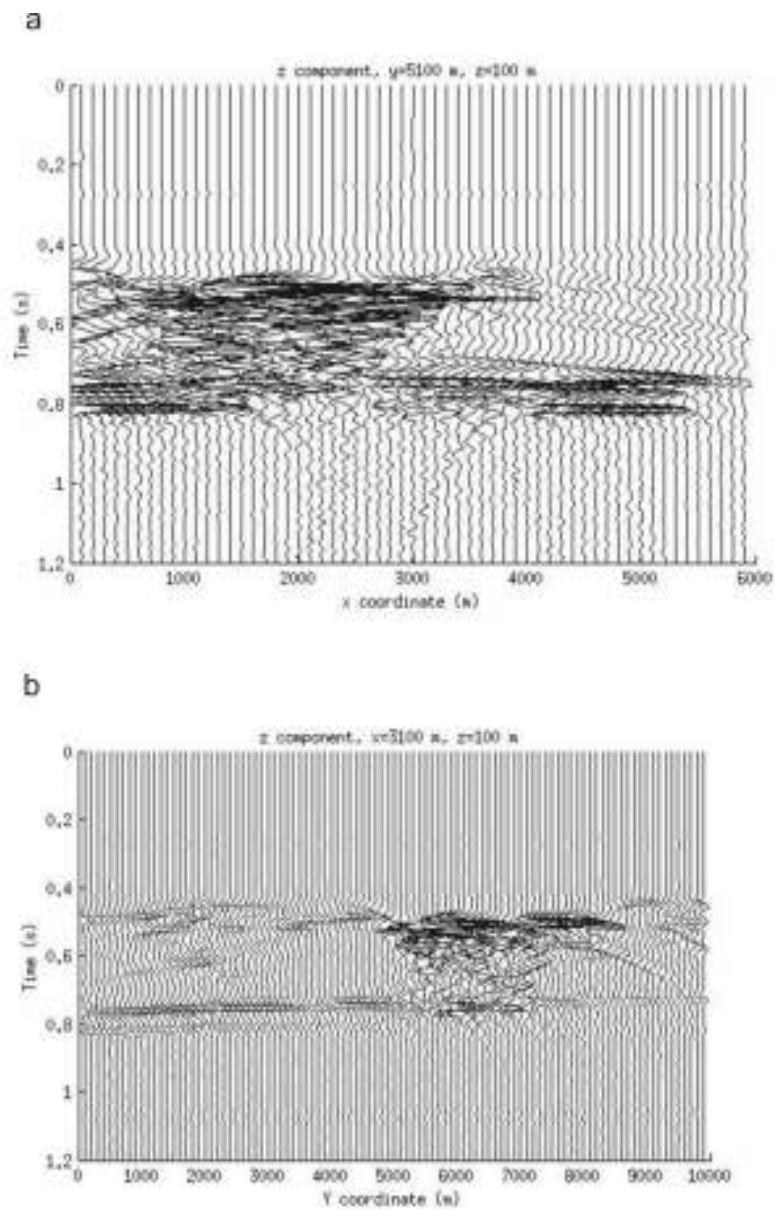 a
z component, y=5100 m, z=100 m
0
0.2
0.4
0.6
0.8
1
1.2
Time (s)
0 1000 2000 3000 4000 5000 6000
x coordinate (m)
b
z component, x=3100 m, z=100 m
0
0.2
0.4
0.6
0.8
1
1.2
Time (s)
0 1000 2000 3000 4000 5000 6000 7000 8000 9000 10000
Y coordinate (m)